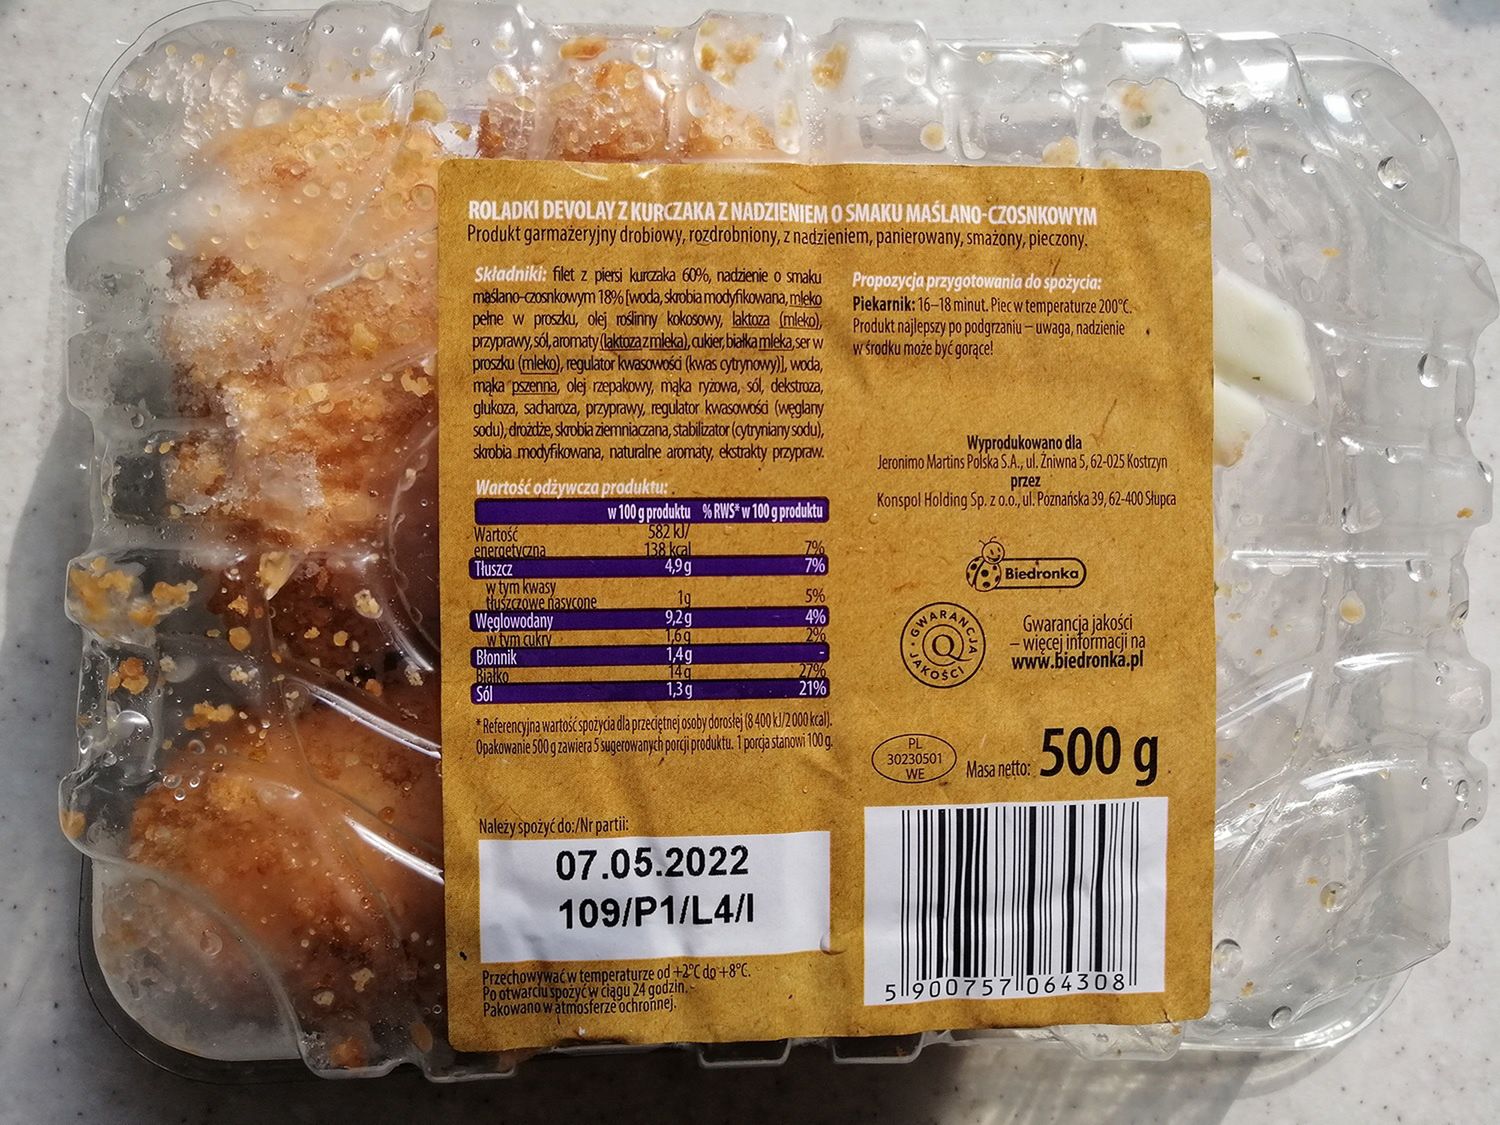 ROLADKI DEVOLAY Z KURCZAKA Z NADZIENIEM O SMAKU MAŚLANO-CZOSNKOWYM
Produkt garmażeryjny drobiowy, rozdrobniony, z nadzieniem, panierowany, smażony, pieczony.
Składniki: filet z piersi kurczaka 60%, nadzienie o smaku
maślano-czosnkowym 18% [woda, skrobia modyfikowana, mleko
pełne w proszku, olej roślinny kokosowy, laktoza (mleko),
przyprawy, sól, aromaty (laktoza z mleka), cukier, białka mleka, ser w
proszku (mleko), regulator kwasowości (kwas cytrynowy)], woda,
mąka pszenna, olej rzepakowy, mąka ryżowa, sól, dekstroza,
glukoza, sacharoza, przyprawy, regulator kwasowości (węglany
sodu), drożdże, skrobia ziemniaczana, stabilizator (cytryniany sodu),
skrobia modyfikowana, naturalne aromaty, ekstrakty przypraw.
Wartość odżywcza produktu:
w 100 g produktu % RWS* w 100 g produktu
Wartość 582 kJ/
energetyczna 138 kcal 7%
Tłuszcz 4,9 g 7%
w tym kwasy
tłuszczowe nasycone 1g 5%
Węglowodany 9,2 g 4%
w tym cukry 1,6 g 2%
Błonnik 1,4 g -
Białko 14 g 27%
Sól 1,3 g 21%
* Referencyjna wartość spożycia dla przeciętnej osoby dorosłej (8 400 kJ/2 000 kcal).
Opakowanie 500 g zawiera 5 sugerowanych porcji produktu. 1 porcja stanowi 100 g.
Należy spożyć do:/Nr partii:
07.05.2022
109/P1/L4/I
Przechowywać w temperaturze od +2°C do +8°C.
Po otwarciu spożyć w ciągu 24 godzin.
Pakowano w atmosferze ochronnej.
Propozycja przygotowania do spożycia:
Piekarnik: 16–18 minut. Piec w temperaturze 200°C.
Produkt najlepszy po podgrzaniu – uwaga, nadzienie
w środku może być gorące!
Wyprodukowano dla
Jeronimo Martins Polska S.A., ul. Żniwna 5, 62-025 Kostrzyn
przez
Konspol Holding Sp. z o.o., ul. Poznańska 39, 62-400 Słupca
Biedronka
GWARANCJA
Q
JAKOŚCI
Gwarancja jakości
– więcej informacji na
www.biedronka.pl
PL
30230501
WE
Masa netto: 500 g
5 900757 064308